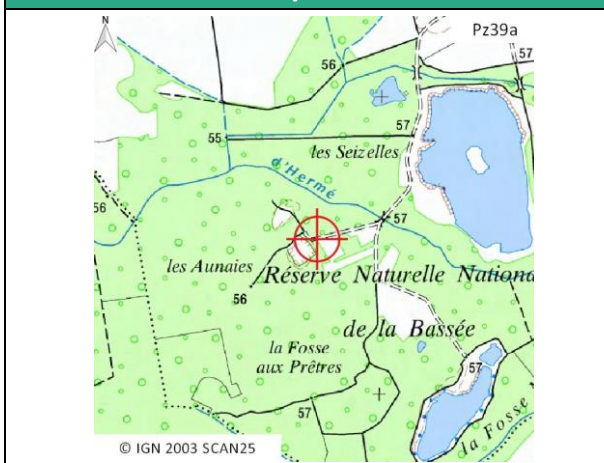 N
Pz39a
57
56
57
55
les Seizelles
d'Hermé
56
57
les Aunaies
Réserve Naturelle Nationa
56
de la Bassée
la Fosse
aux Prêtres
57
57
la Fosse
© IGN 2003 SCAN25